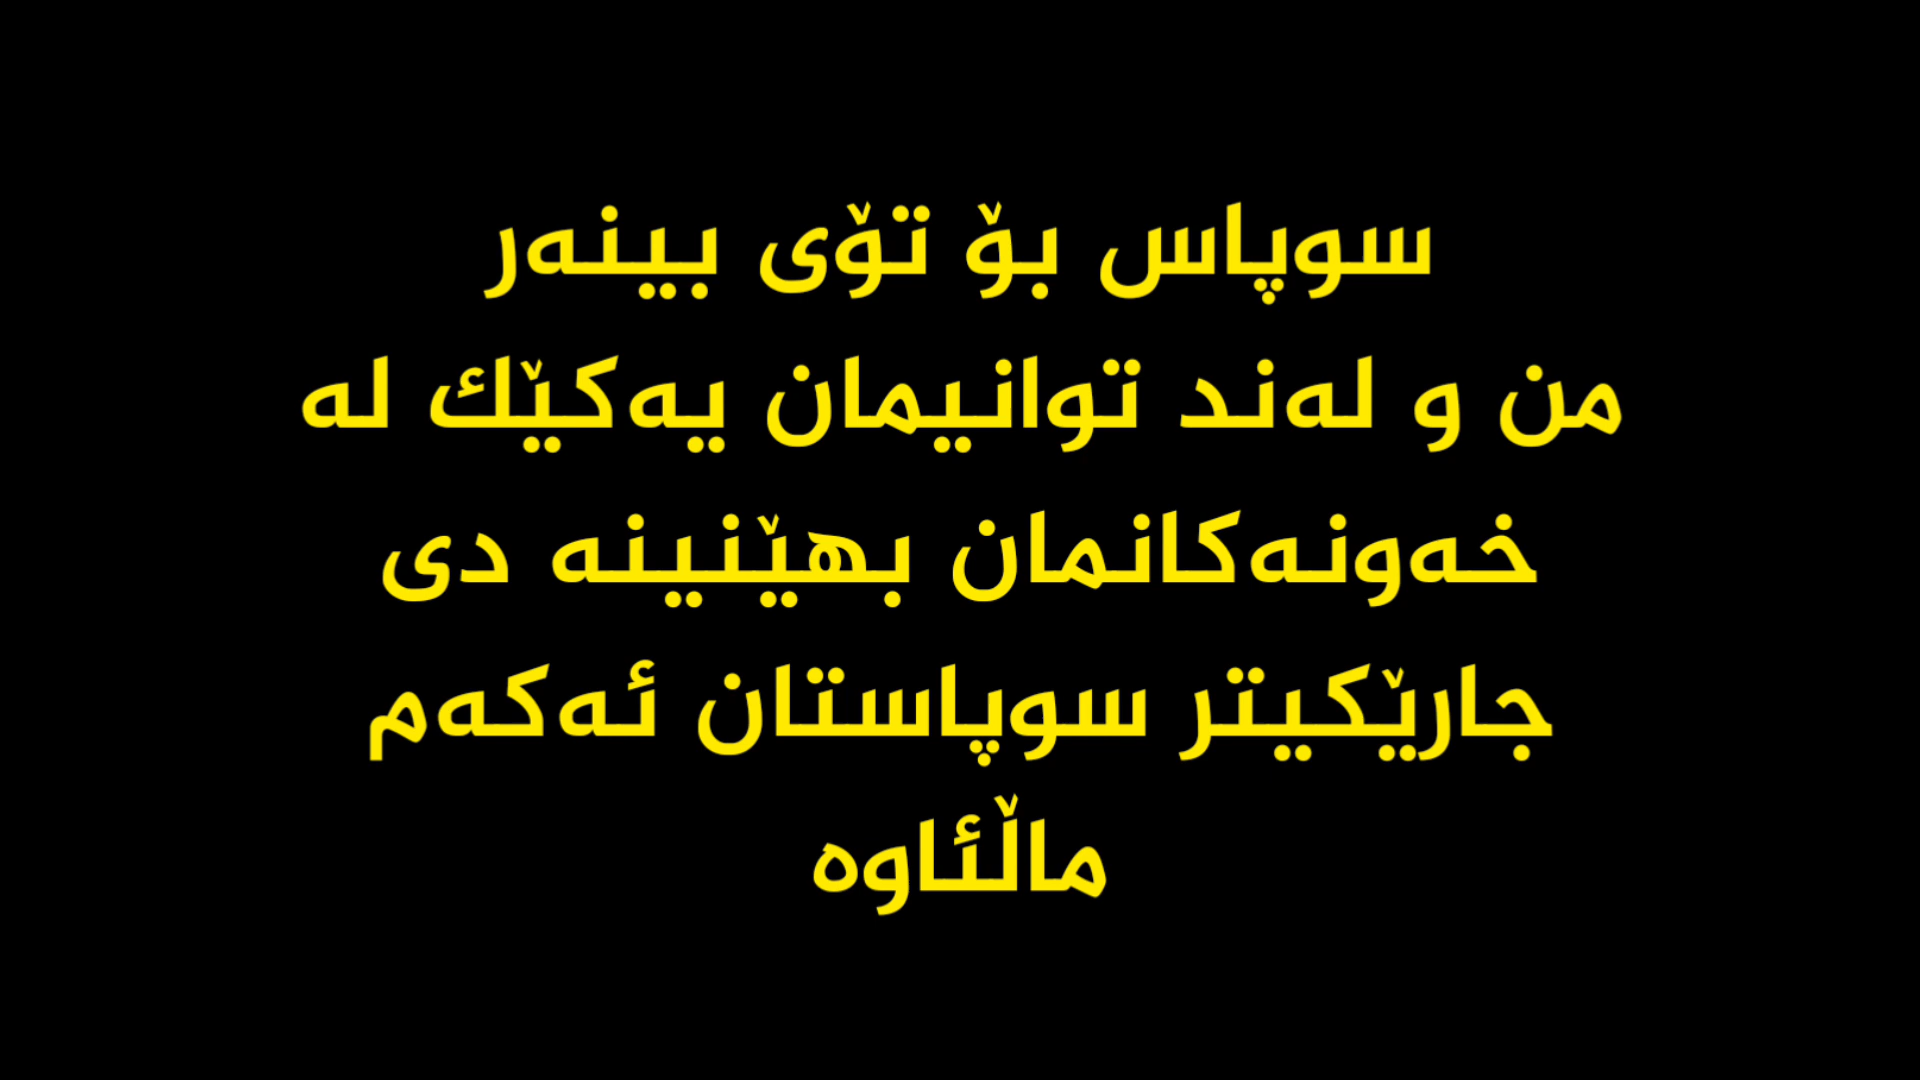 سوپاس بۆ تۆی بینەر
من و لەند توانیمان یەکێك لە
خەونەکانمان بهێنینە دی
جارێکیتر سوپاستان ئەکەم
ماڵئاوە